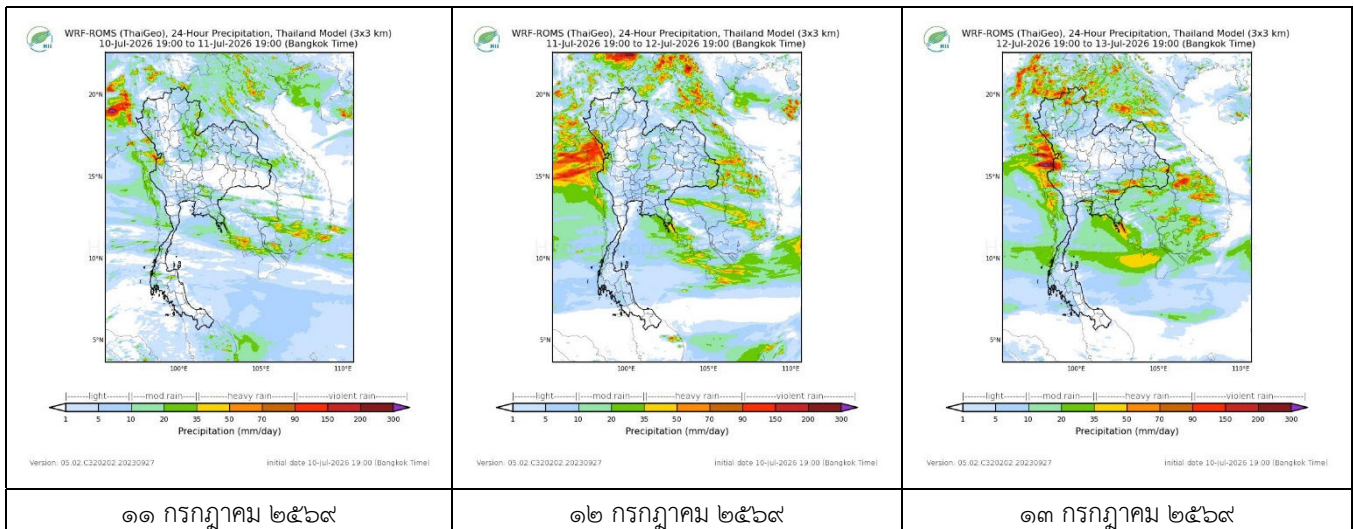 WRF-ROMS (ThaiGeo), 24-Hour Precipitation, Thailand Model (3x3 km)
10-Jul-2026 19:00 to 11-Jul-2026 19:00 (Bangkok Time)
20°N
15°N
10°N
5°N
100°E 105°E 110°E
|-------light-------||---mod rain---||------heavy rain------||------violent rain------|
1 5 10 20 35 50 70 90 150 200 300
Precipitation (mm/day)
Version: 05.02.C320202.20230927 initial date 10-Jul-2026 19:00 (Bangkok Time)
๑๑ กรกฎาคม ๒๕๖๙
WRF-ROMS (ThaiGeo), 24-Hour Precipitation, Thailand Model (3x3 km)
11-Jul-2026 19:00 to 12-Jul-2026 19:00 (Bangkok Time)
20°N
15°N
10°N
5°N
100°E 105°E 110°E
|-------light-------||---mod rain---||------heavy rain------||------violent rain------|
1 5 10 20 35 50 70 90 150 200 300
Precipitation (mm/day)
Version: 05.02.C320202.20230927 initial date 10-Jul-2026 19:00 (Bangkok Time)
๑๒ กรกฎาคม ๒๕๖๙
WRF-ROMS (ThaiGeo), 24-Hour Precipitation, Thailand Model (3x3 km)
12-Jul-2026 19:00 to 13-Jul-2026 19:00 (Bangkok Time)
20°N
15°N
10°N
5°N
100°E 105°E 110°E
|-------light-------||---mod rain---||------heavy rain------||------violent rain------|
1 5 10 20 35 50 70 90 150 200 300
Precipitation (mm/day)
Version: 05.02.C320202.20230927 initial date 10-Jul-2026 19:00 (Bangkok Time)
๑๓ กรกฎาคม ๒๕๖๙